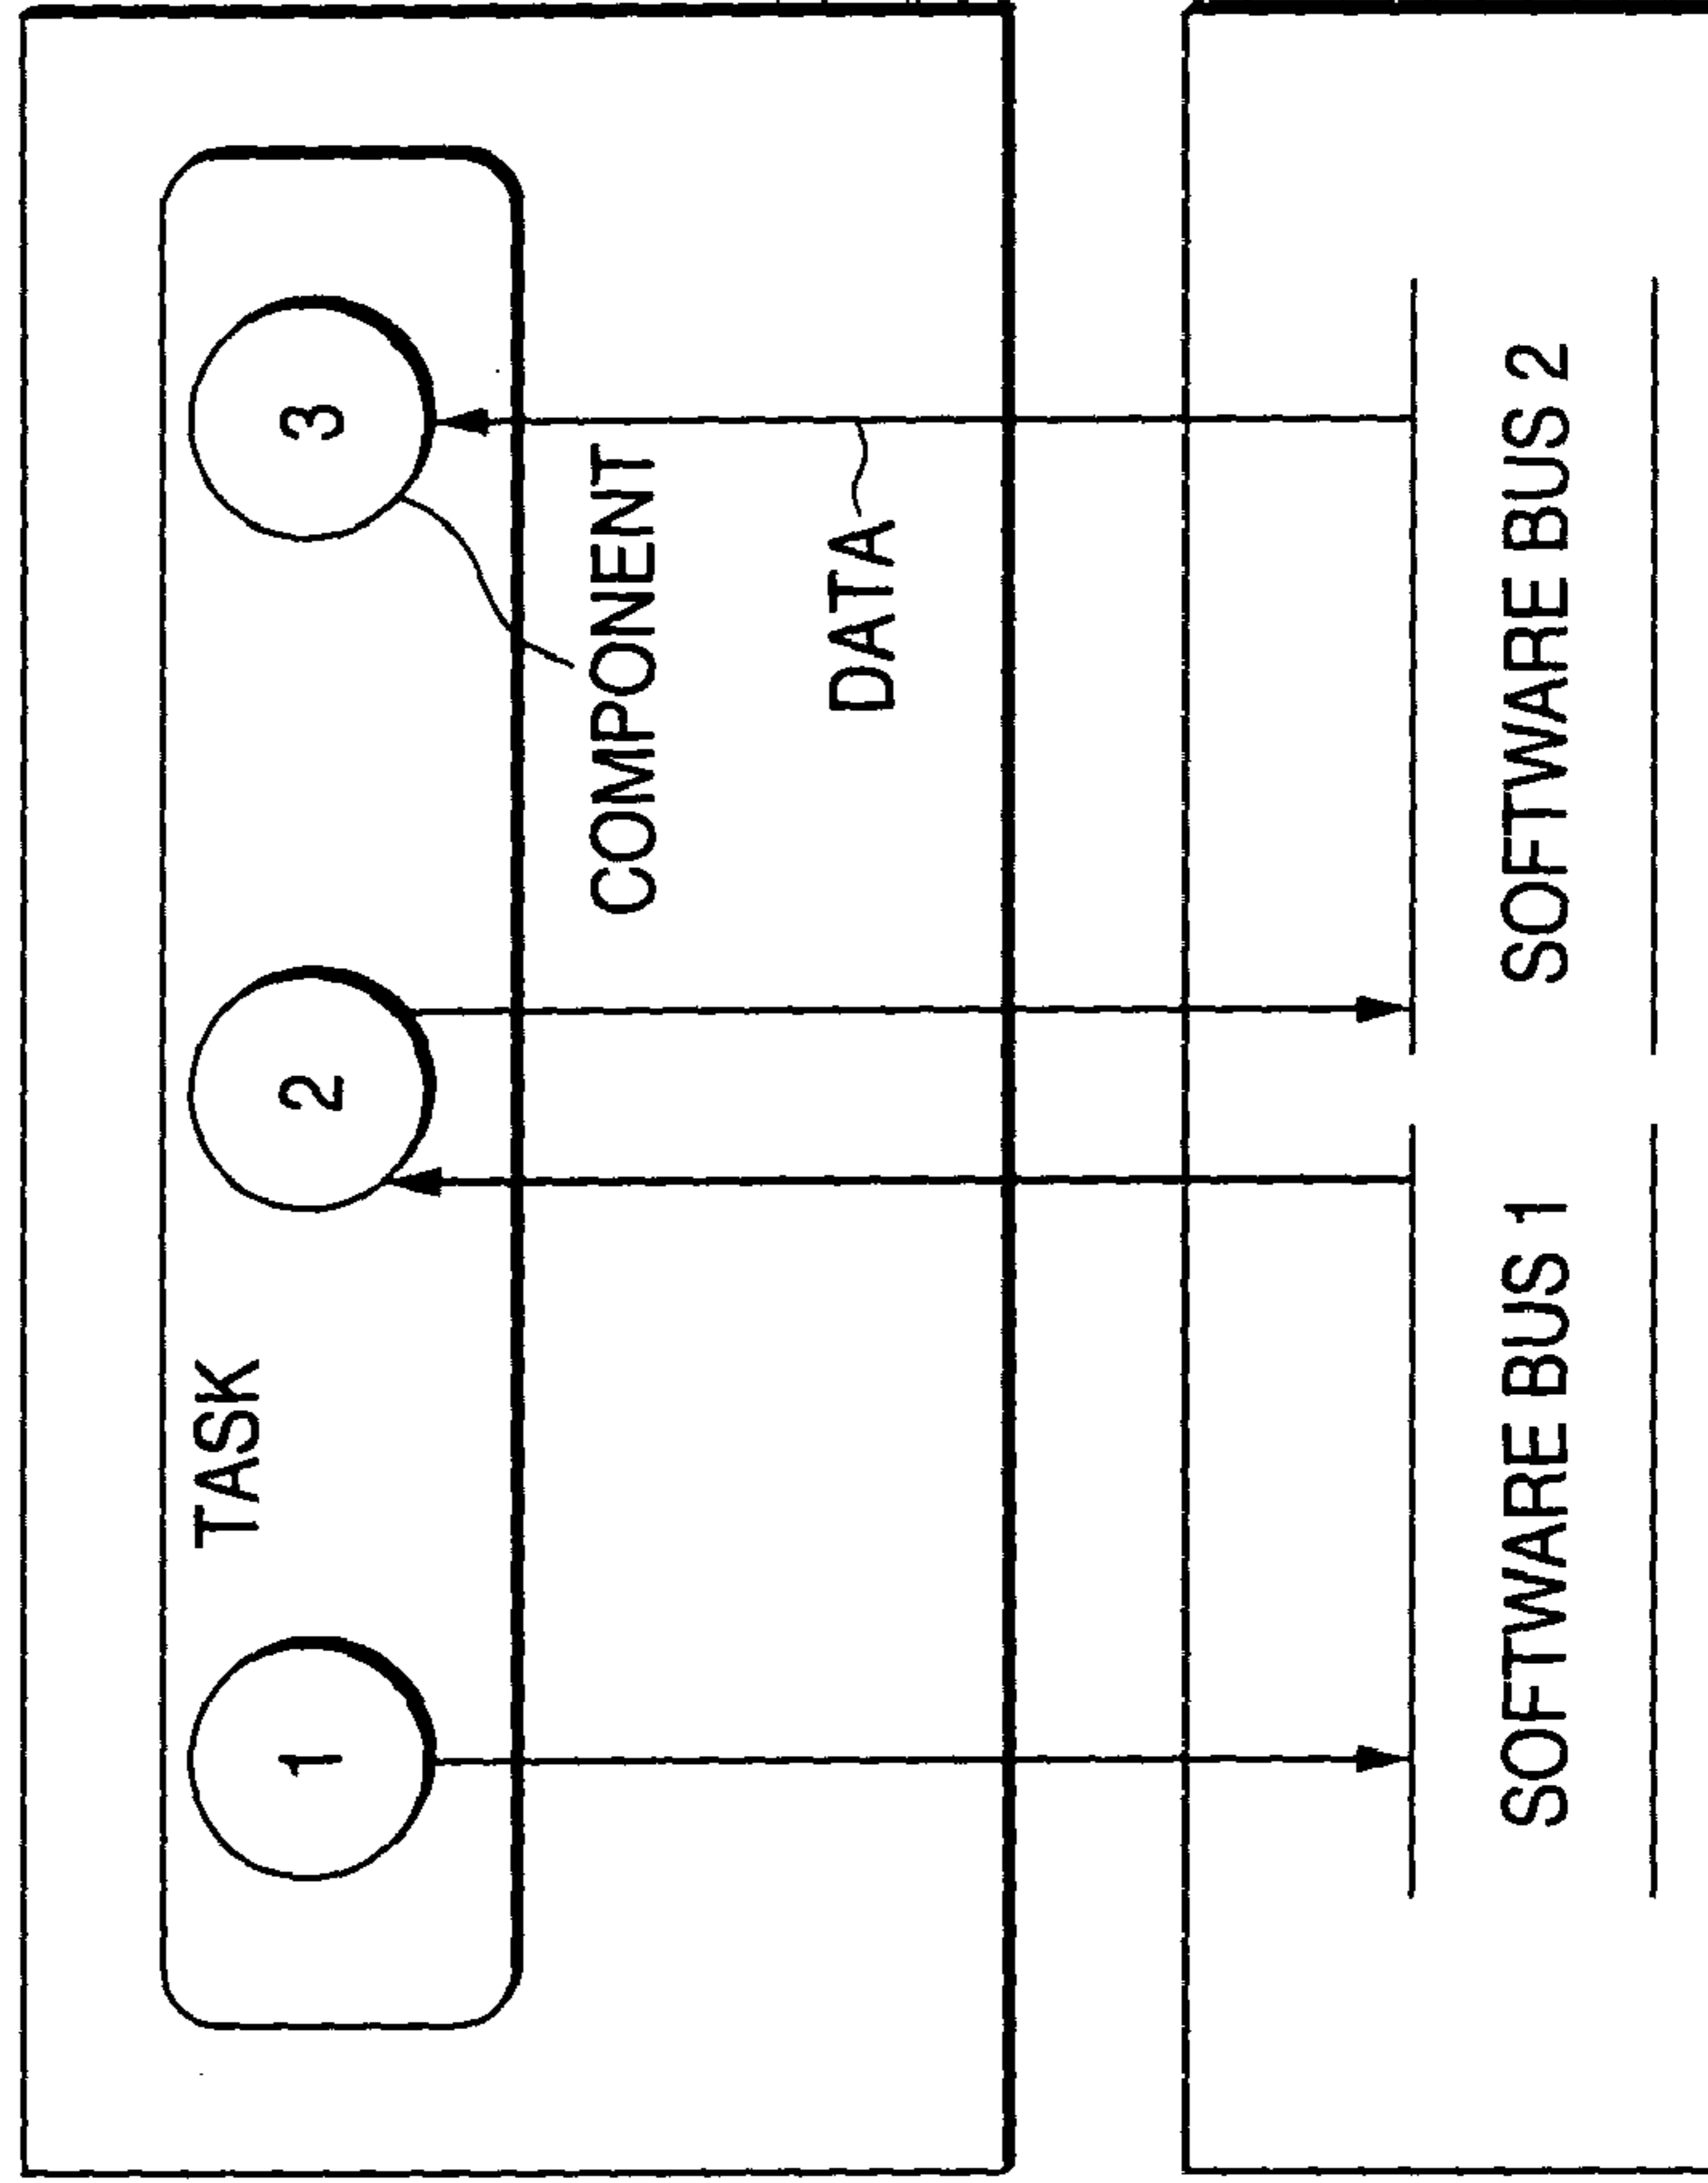 TASK
1
2
3
COMPONENT
DATA
SOFTWARE BUS 1
SOFTWARE BUS 2